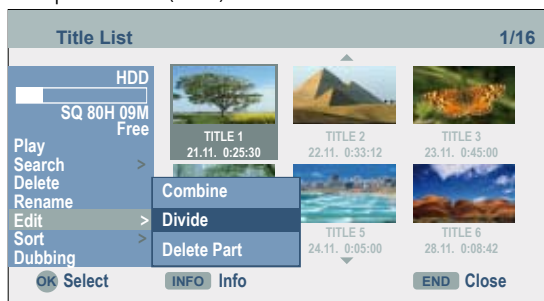 Title List 1/16
HDD
SQ 80H 09M
Free
Play
Search >
Delete
Rename
Edit >
Sort >
Dubbing
Combine
Divide
Delete Part
TITLE 1
21.11. 0:25:30
TITLE 2
22.11. 0:33:12
TITLE 3
23.11. 0:45:00
TITLE 5
24.11. 0:05:00
TITLE 6
28.11. 0:08:42
OK Select
INFO Info
END Close